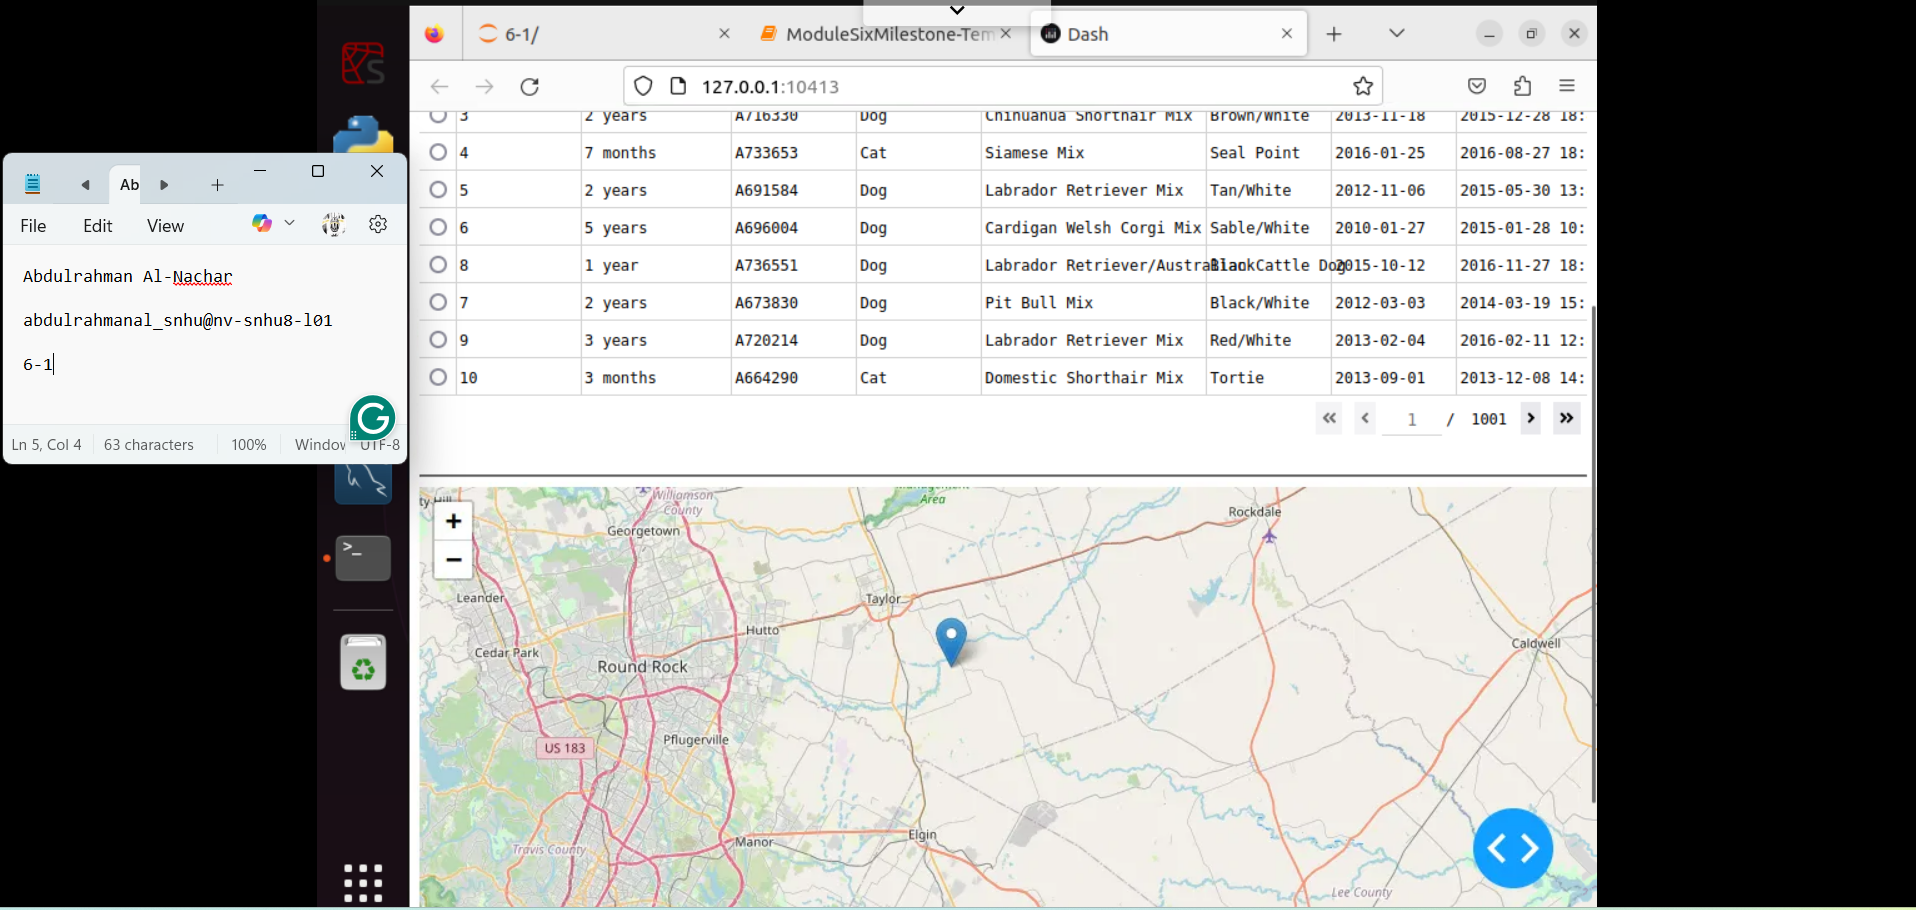 6-1/
ModuleSixMilestone-Tem
Dash
127.0.0.1:10413
3 2 years A716330 Dog Chihuahua Shorthair Mix Brown/White 2013-11-18 2015-12-28 18:
4 7 months A733653 Cat Siamese Mix Seal Point 2016-01-25 2016-08-27 18:
5 2 years A691584 Dog Labrador Retriever Mix Tan/White 2012-11-06 2015-05-30 13:
6 5 years A696004 Dog Cardigan Welsh Corgi Mix Sable/White 2010-01-27 2015-01-28 10:
8 1 year A736551 Dog Labrador Retriever/Australian Cattle Dog Black 2015-10-12 2016-11-27 18:
7 2 years A673830 Dog Pit Bull Mix Black/White 2012-03-03 2014-03-19 15:
9 3 years A720214 Dog Labrador Retriever Mix Red/White 2013-02-04 2016-02-11 12:
10 3 months A664290 Cat Domestic Shorthair Mix Tortie 2013-09-01 2013-12-08 14:
« ‹ 1 / 1001 › »
Ab
File Edit View
Abdulrahman Al-Nachar
abdulrahmanal_snhu@nv-snhu8-l01
6-1
Ln 5, Col 4 63 characters 100% Window UTF-8
+
−
ty Hill
Williamson
County
Management
Area
Georgetown
Rockdale
Leander
Taylor
Hutto
Cedar Park
Round Rock
Caldwell
Pflugerville
US 183
Elgin
Manor
Travis County
Lee County